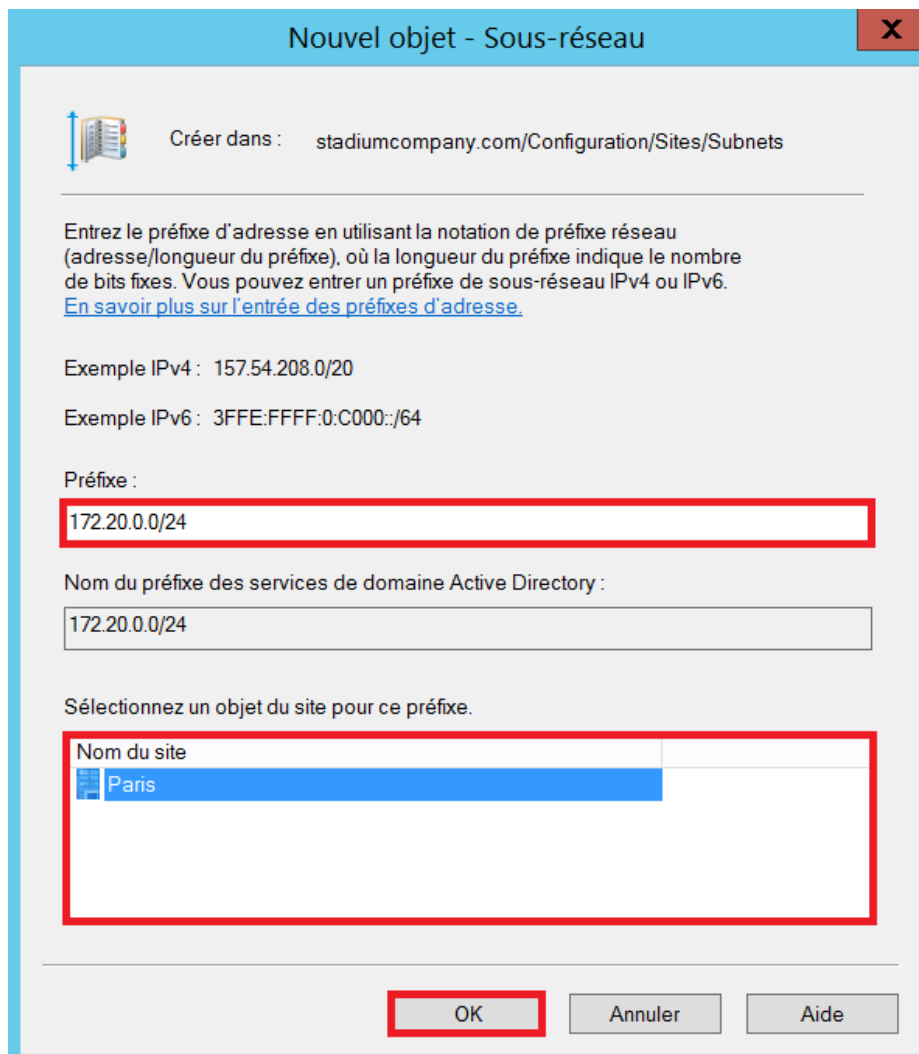 Nouvel objet - Sous-réseau
X
Créer dans : stadiumcompany.com/Configuration/Sites/Subnets
Entrez le préfixe d'adresse en utilisant la notation de préfixe réseau
(adresse/longueur du préfixe), où la longueur du préfixe indique le nombre
de bits fixes. Vous pouvez entrer un préfixe de sous-réseau IPv4 ou IPv6.
En savoir plus sur l'entrée des préfixes d'adresse.
Exemple IPv4 : 157.54.208.0/20
Exemple IPv6 : 3FFE:FFFF:0:C000::/64
Préfixe :
172.20.0.0/24
Nom du préfixe des services de domaine Active Directory :
172.20.0.0/24
Sélectionnez un objet du site pour ce préfixe.
Nom du site
Paris
OK Annuler Aide